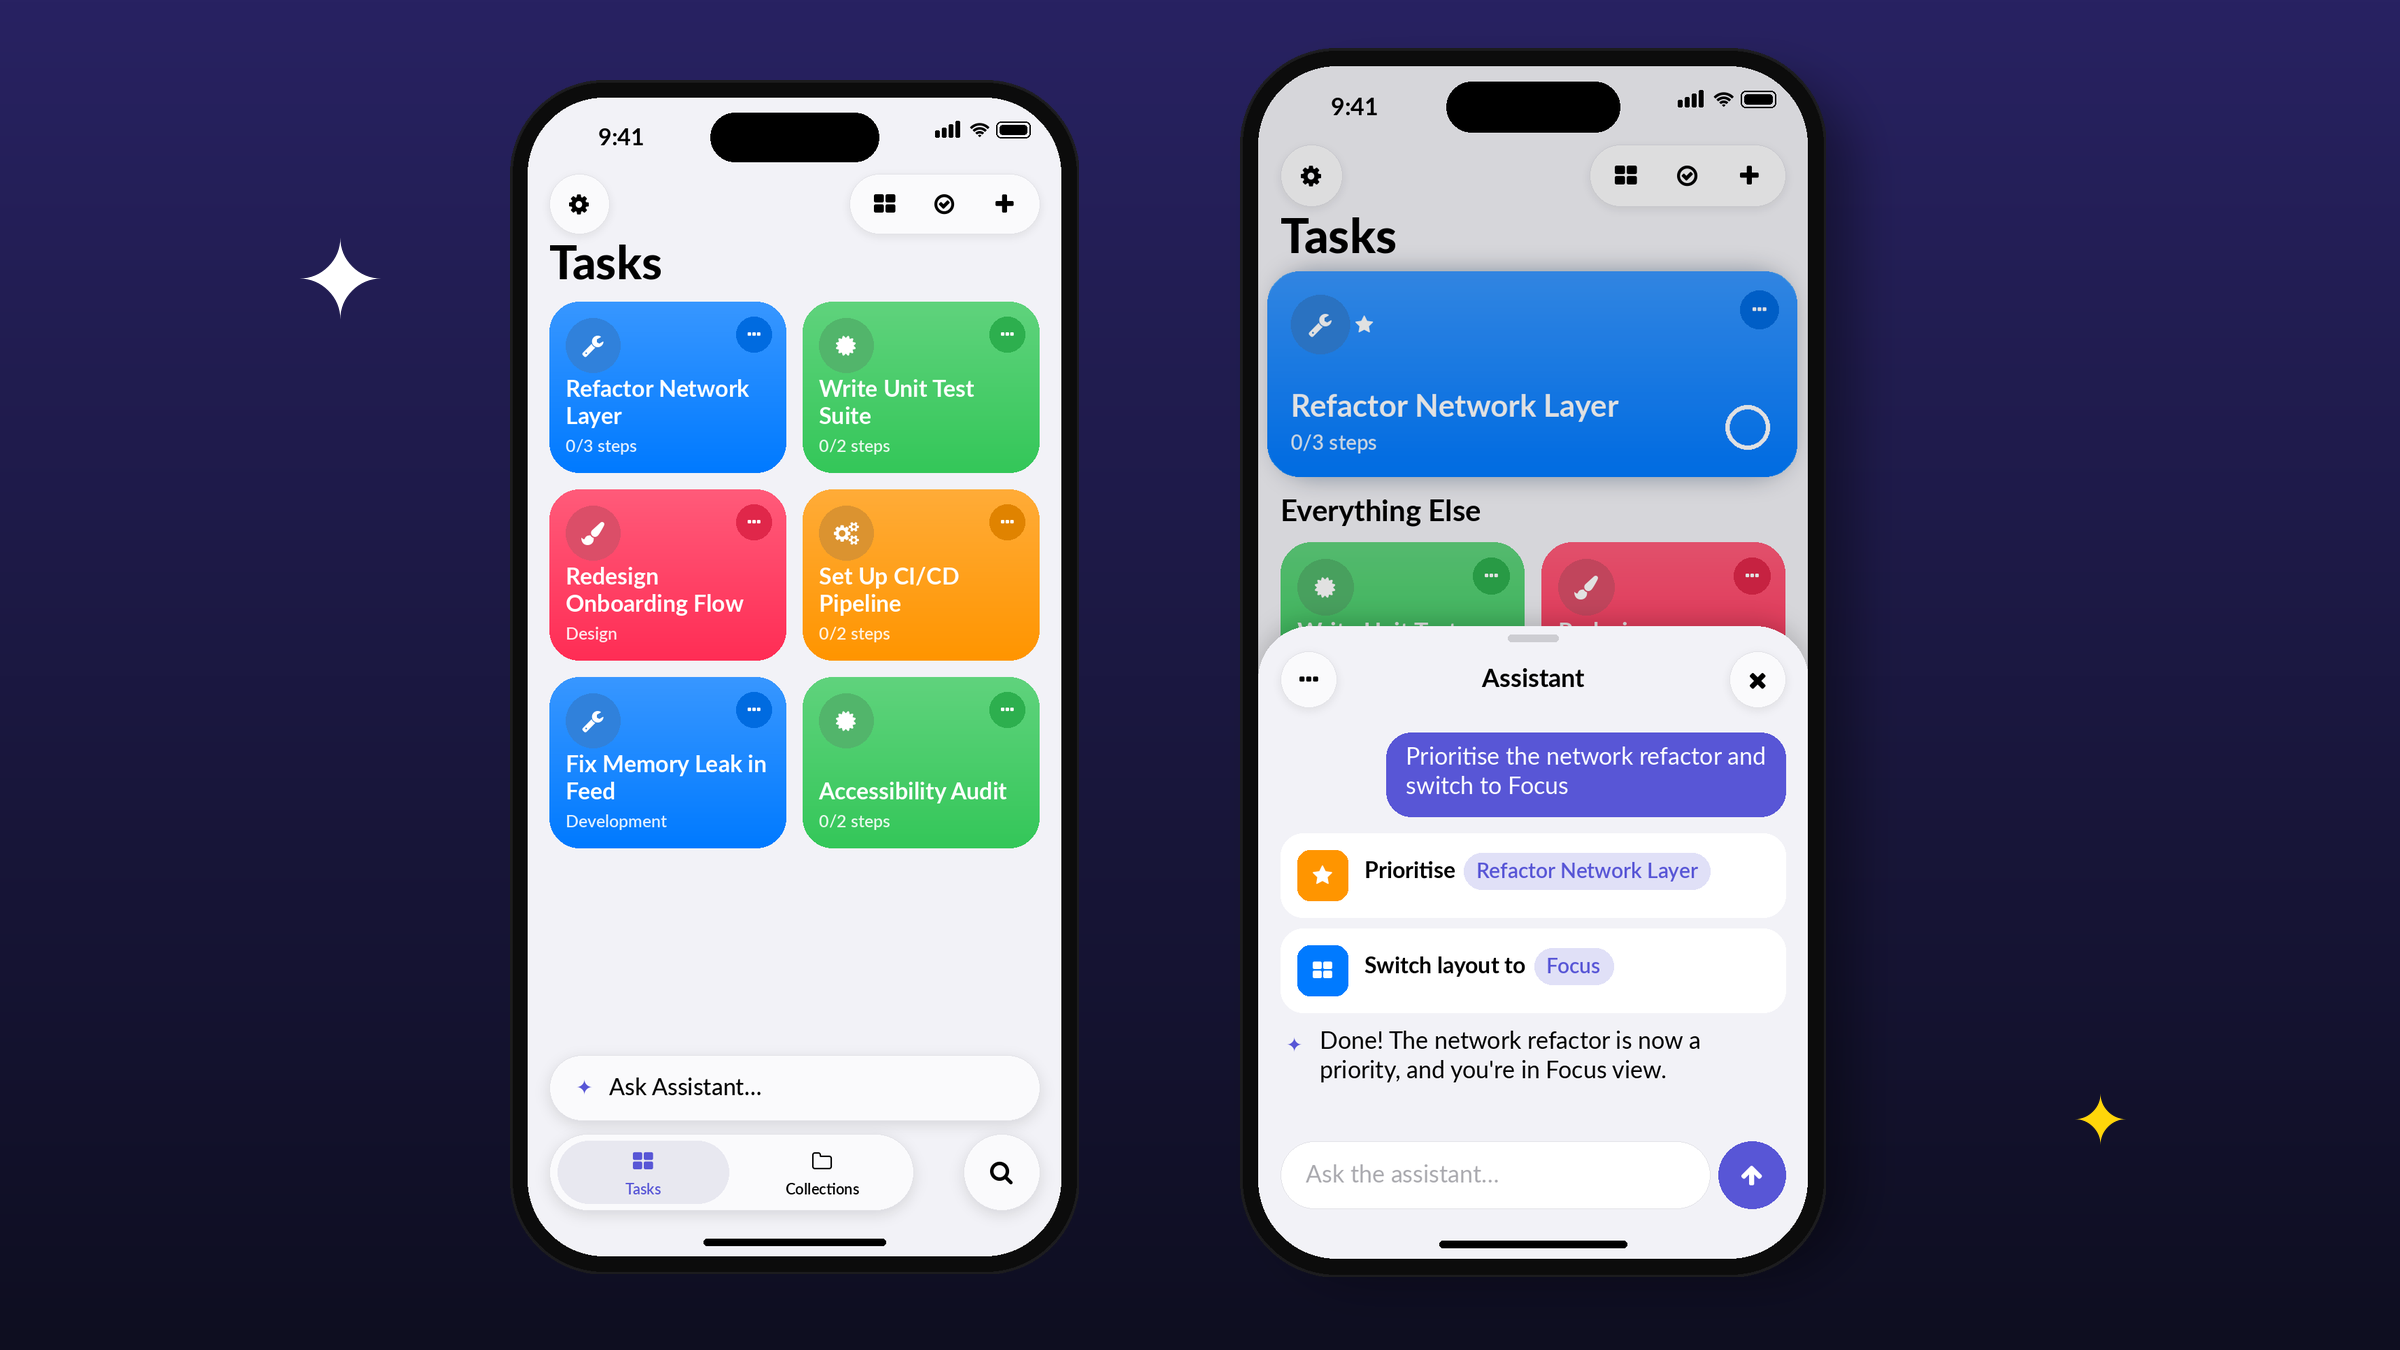 9:41
Tasks
Refactor Network
Layer
0/3 steps
Write Unit Test
Suite
0/2 steps
Redesign
Onboarding Flow
Design
Set Up CI/CD
Pipeline
0/2 steps
Fix Memory Leak in
Feed
Development
Accessibility Audit
0/2 steps
Ask Assistant...
Tasks
Collections
9:41
Tasks
Refactor Network Layer
0/3 steps
Everything Else
Write Unit Test
Assistant
Prioritise the network refactor and
switch to Focus
Prioritise Refactor Network Layer
Switch layout to Focus
Done! The network refactor is now a
priority, and you're in Focus view.
Ask the assistant...